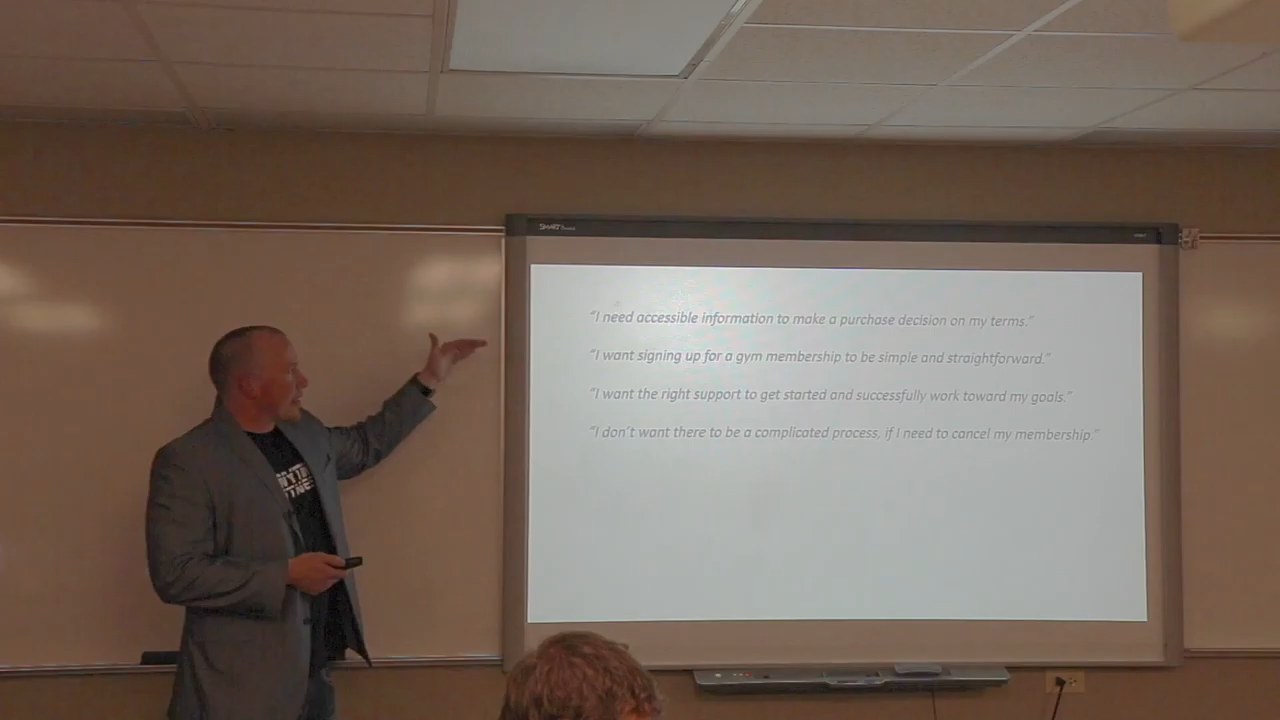 SMART
“I need accessible information to make a purchase decision on my terms.”
“I want signing up for a gym membership to be simple and straightforward.”
“I want the right support to get started and successfully work toward my goals.”
“I don’t want there to be a complicated process, if I need to cancel my membership.”